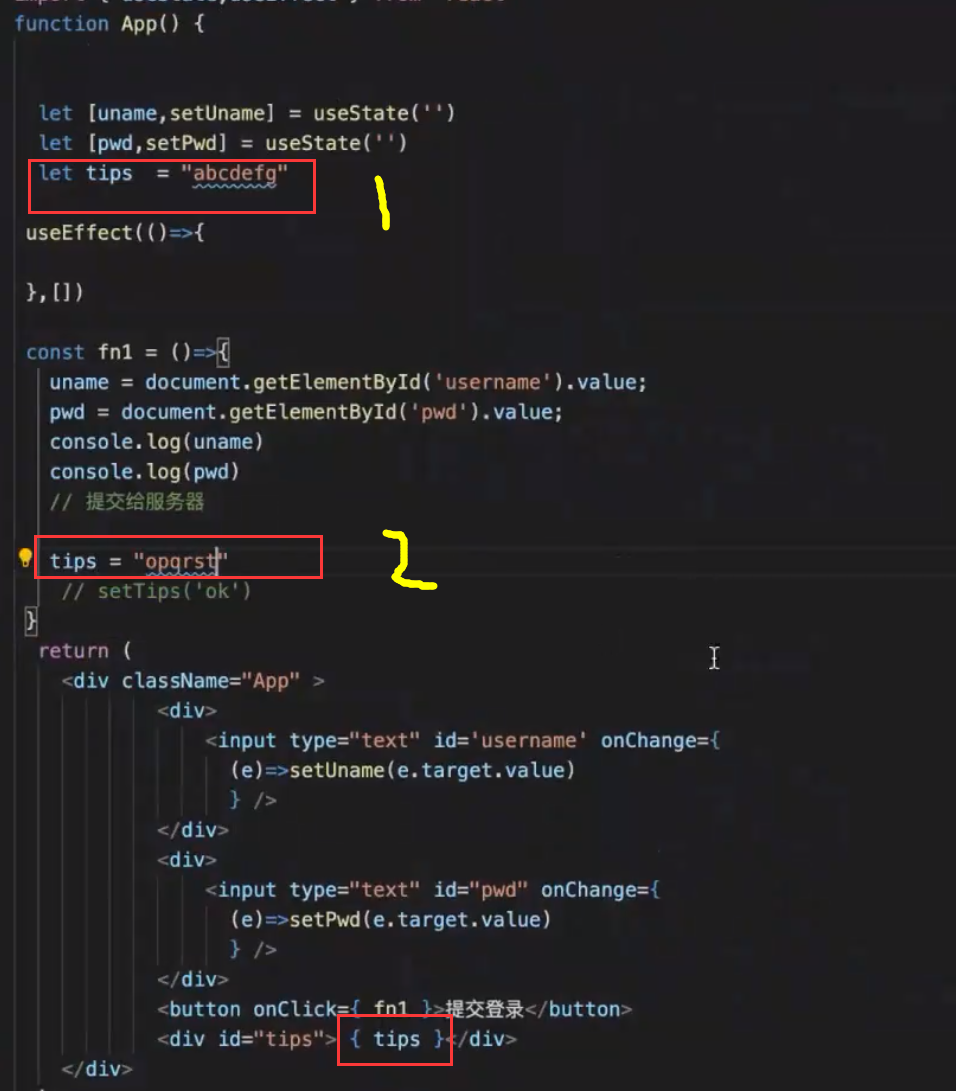 function App() {
let [uname,setUname] = useState('')
let [pwd,setPwd] = useState('')
let tips = "abcdefg"
1
useEffect(()=>{
},[])
const fn1 = ()=>{
uname = document.getElementById('username').value;
pwd = document.getElementById('pwd').value;
console.log(uname)
console.log(pwd)
// 提交给服务器
tips = "opqrst"
2
// setTips('ok')
}
return (
<div className="App" >
<div>
<input type="text" id='username' onChange={
(e)=>setUname(e.target.value)
} />
</div>
<div>
<input type="text" id="pwd" onChange={
(e)=>setPwd(e.target.value)
} />
</div>
<button onClick={ fn1 }>提交登录</button>
<div id="tips"> { tips }</div>
</div>